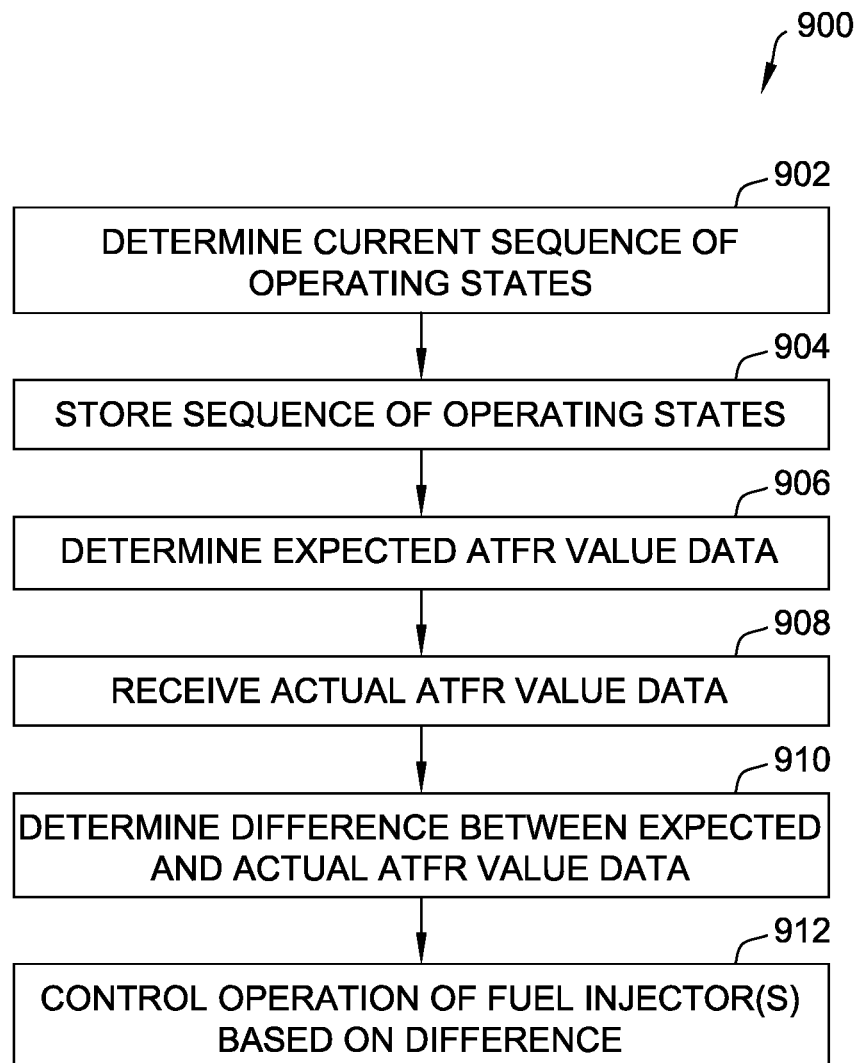 900
902
DETERMINE CURRENT SEQUENCE OF
OPERATING STATES
904
STORE SEQUENCE OF OPERATING STATES
906
DETERMINE EXPECTED ATFR VALUE DATA
908
RECEIVE ACTUAL ATFR VALUE DATA
910
DETERMINE DIFFERENCE BETWEEN EXPECTED
AND ACTUAL ATFR VALUE DATA
912
CONTROL OPERATION OF FUEL INJECTOR(S)
BASED ON DIFFERENCE